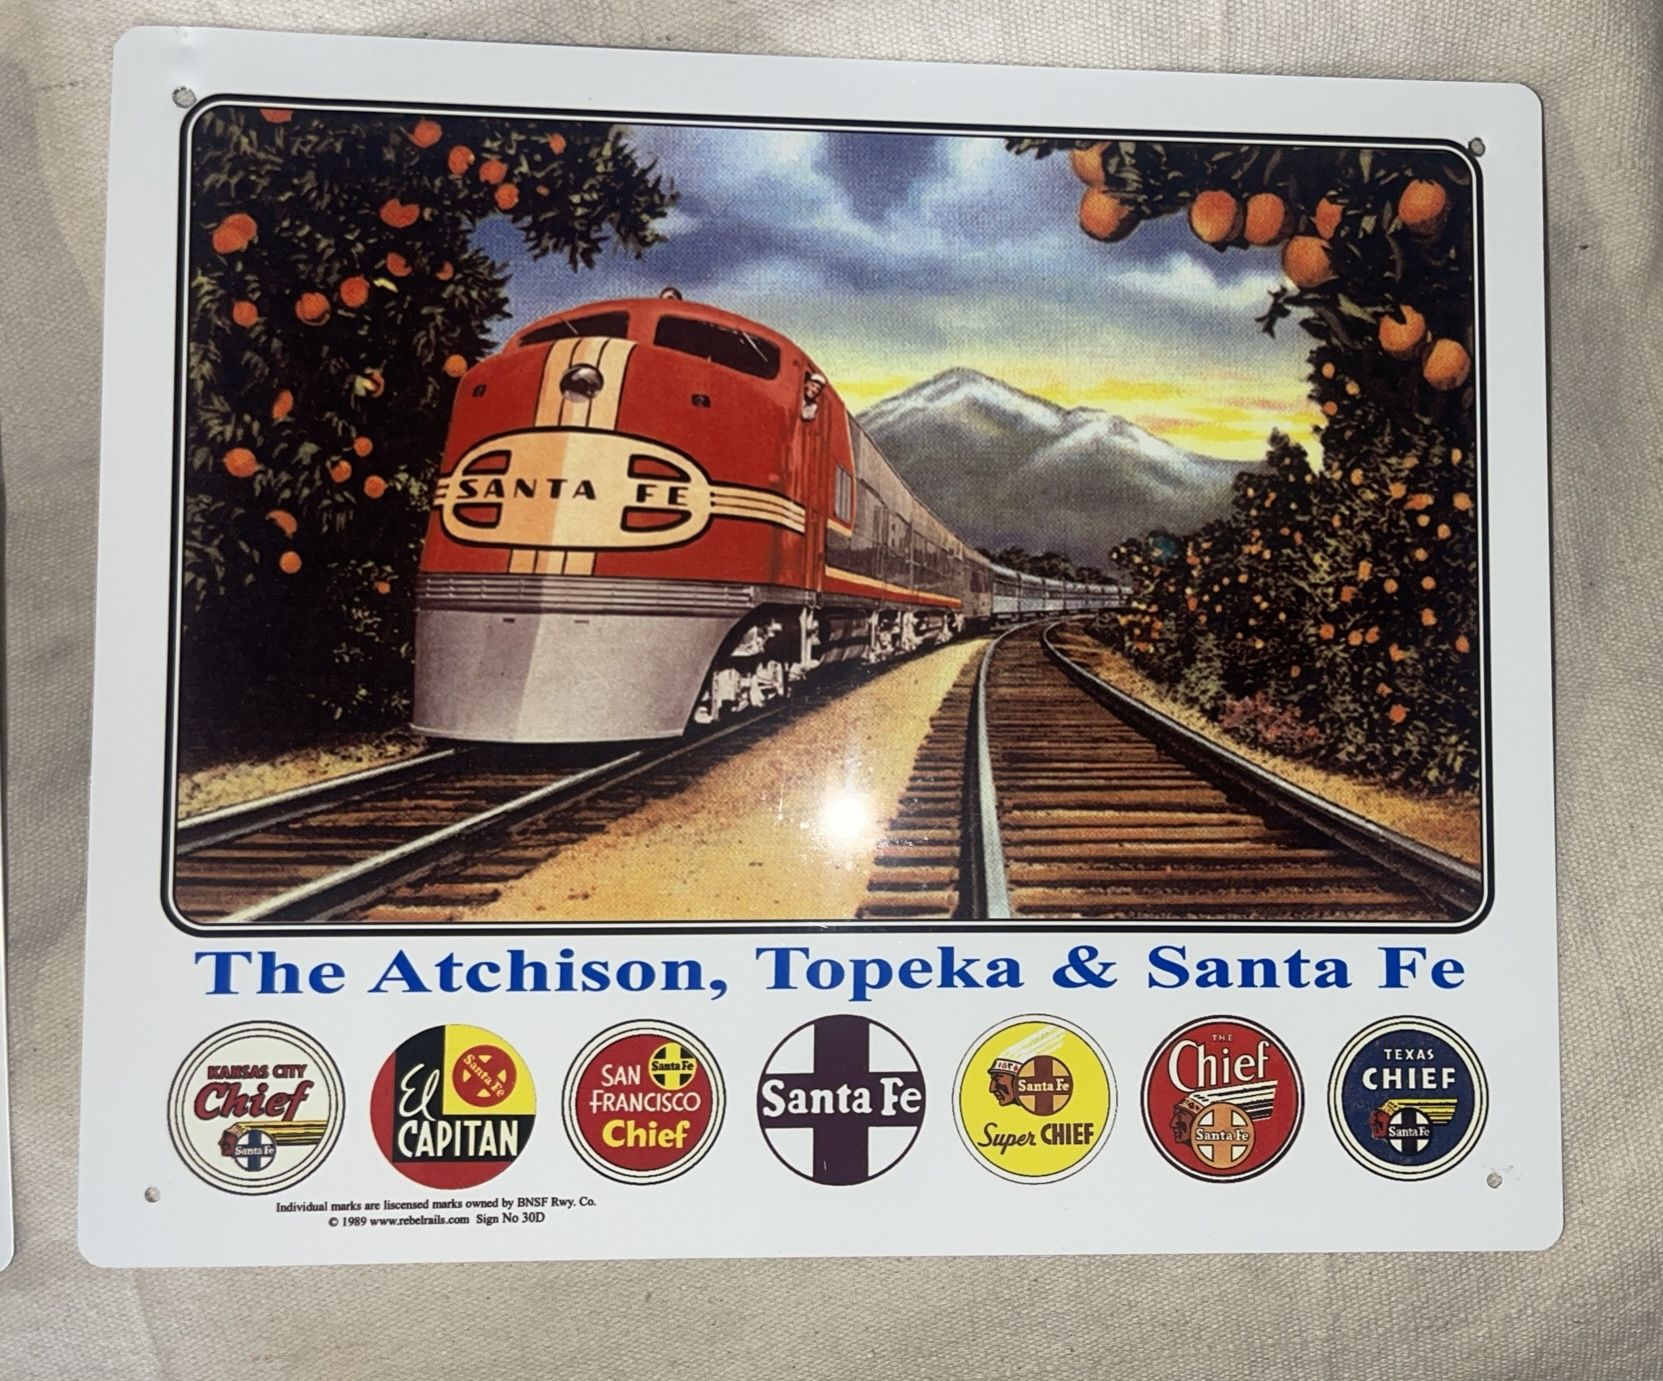 SANTA FE
The Atchison, Topeka & Santa Fe
KANSAS CITY
Chief
Santa Fe
El
CAPITAN
Santa Fe
SAN
FRANCISCO
Chief
Santa Fe
Santa Fe
Santa Fe
Super CHIEF
THE
Chief
Santa Fe
TEXAS
CHIEF
Santa Fe
Individual marks are liscensed marks owned by BNSF Rwy. Co.
© 1989 www.rebelrails.com Sign No 30D